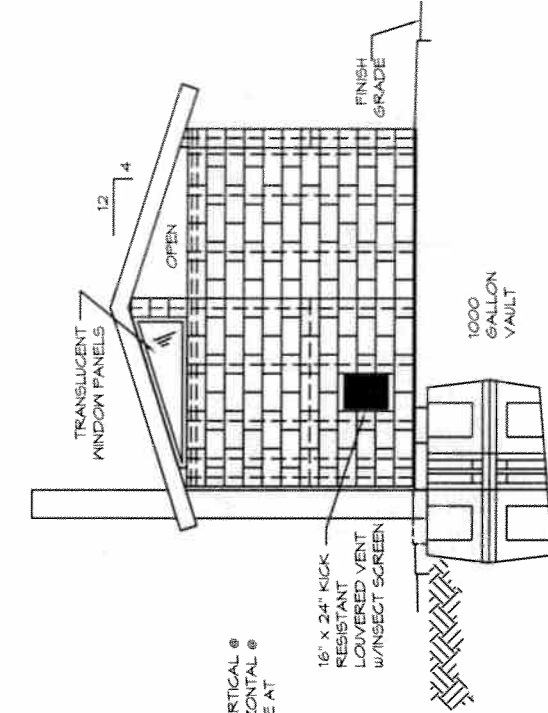 TRANSLUCENT
WINDOW PANELS
12
4
OPEN
FINISH
GRADE
RTICAL @
ZONTAL @
E AT
16" x 24" KICK
RESISTANT
LOUVERED VENT
W/INSECT SCREEN
1000
GALLON
VAULT